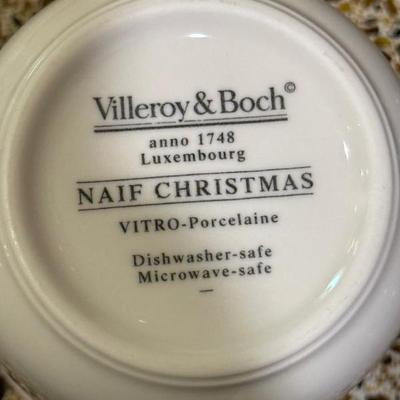 Villeroy & Boch©
anno 1748
Luxembourg
NAIF CHRISTMAS
VITRO-Porcelaine
Dishwasher-safe
Microwave-safe